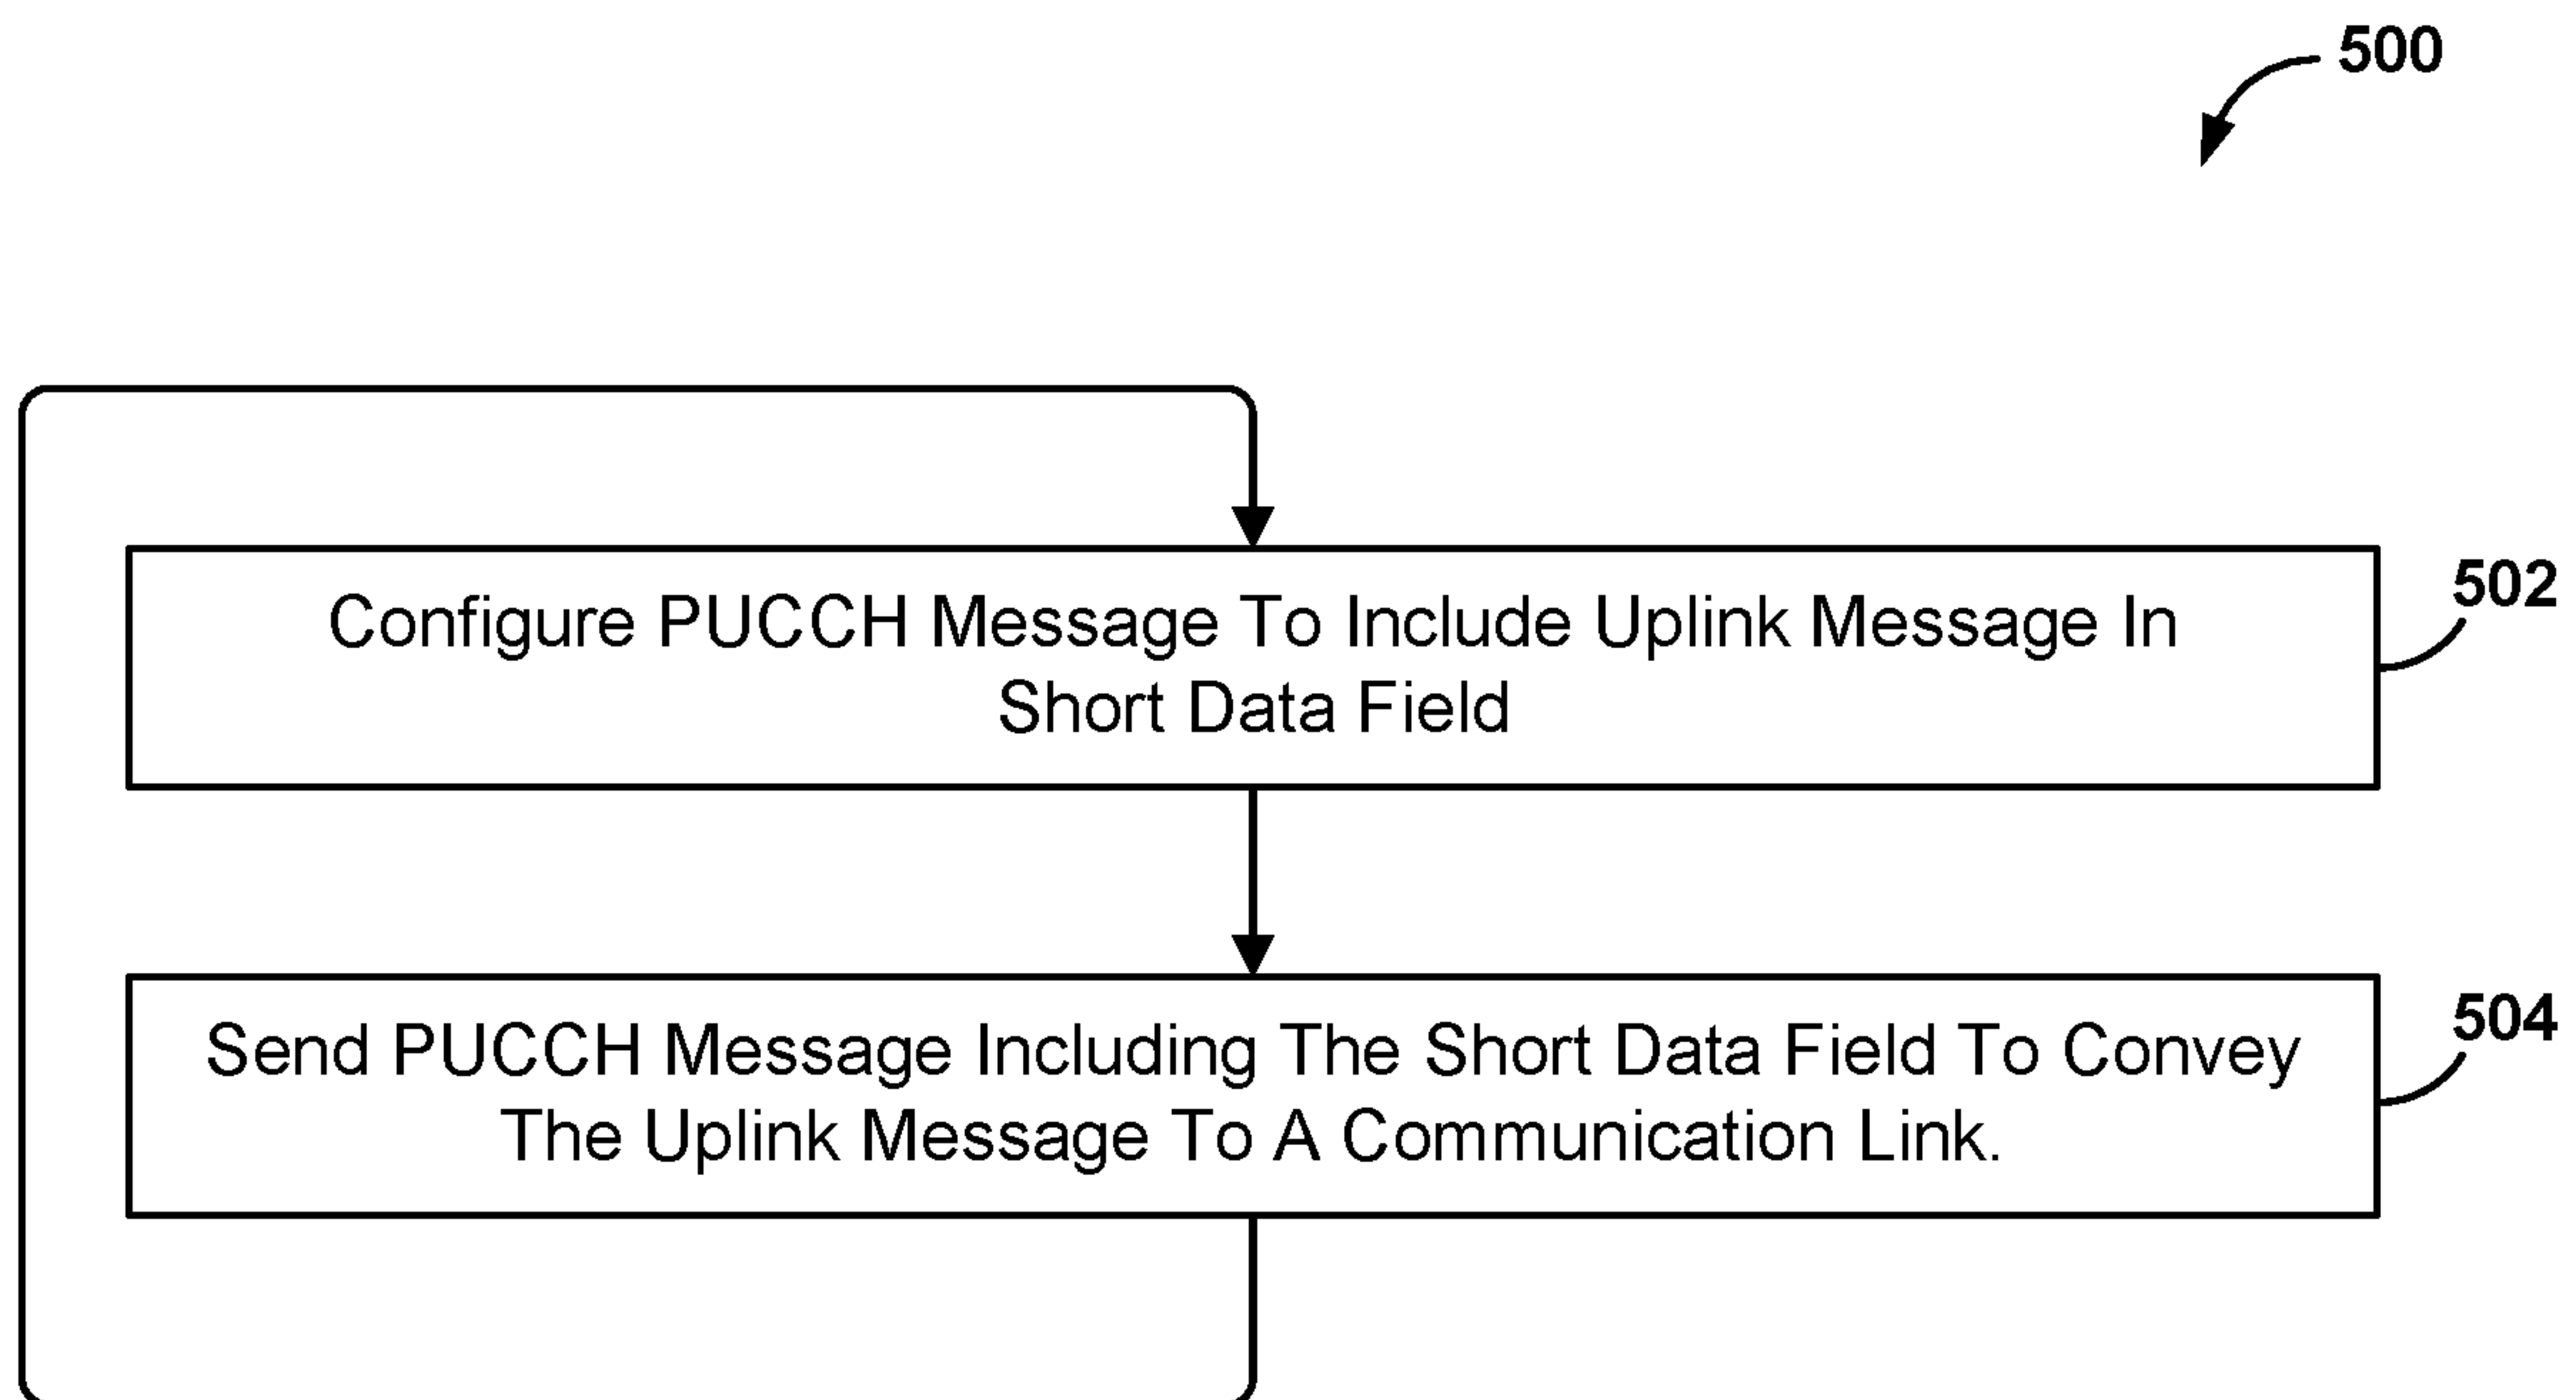 500
Configure PUCCH Message To Include Uplink Message In
Short Data Field
502
Send PUCCH Message Including The Short Data Field To Convey
The Uplink Message To A Communication Link.
504